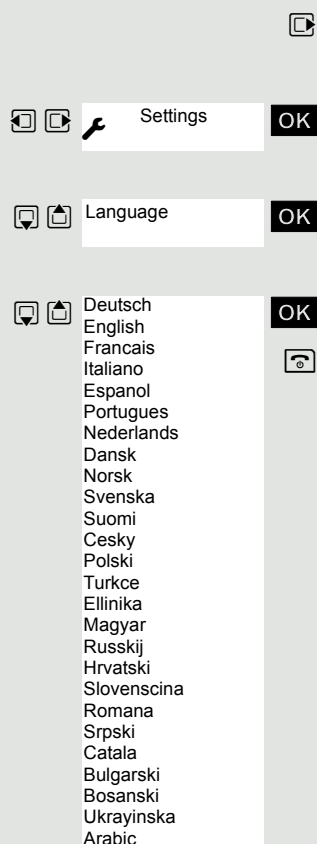 Settings OK
Language OK
Deutsch OK
English
Francais
Italiano
Espanol
Portugues
Nederlands
Dansk
Norsk
Svenska
Suomi
Cesky
Polski
Turkce
Ellinika
Magyar
Russkij
Hrvatski
Slovenscina
Romana
Srpski
Catala
Bulgarski
Bosanski
Ukrayinska
Arabic